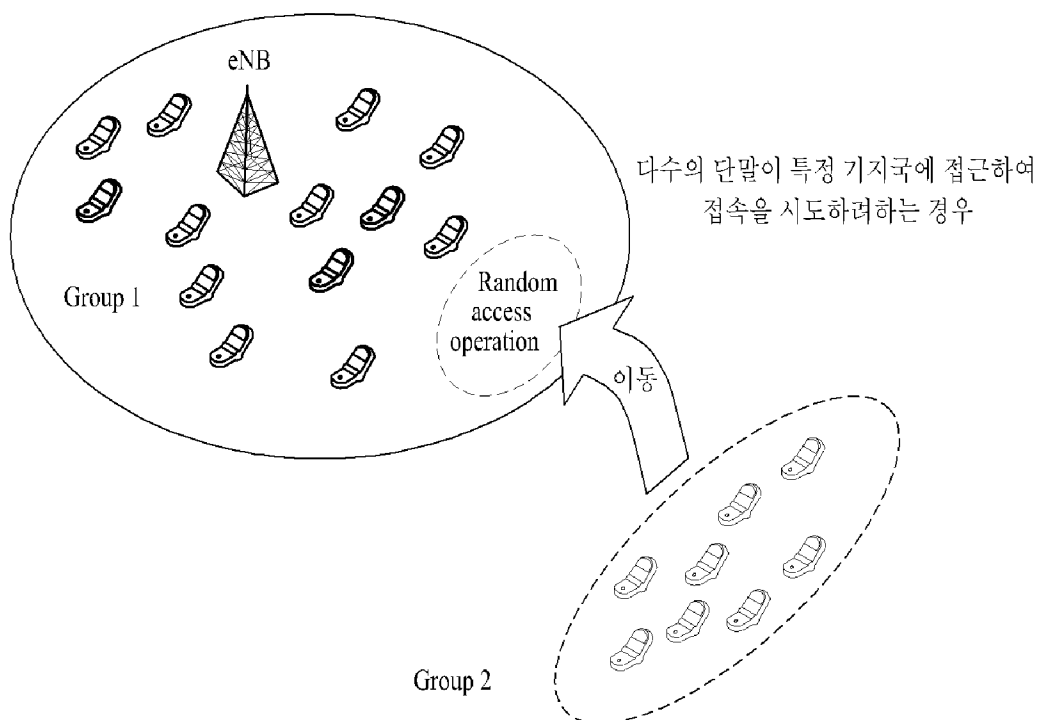 eNB
다수의 단말이 특정 기지국에 접근하여
접속을 시도하려하는 경우
Group 1
Random
access
operation
이동
Group 2